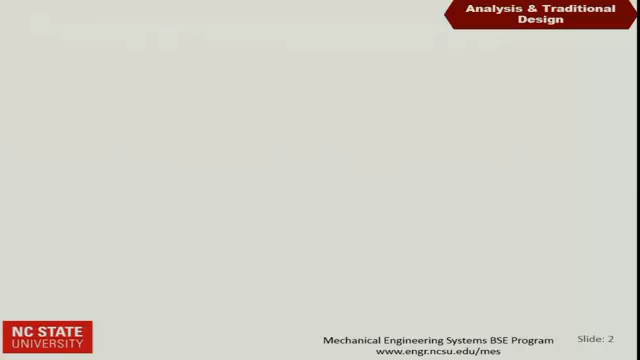 Analysis & Traditional
Design
NC STATE
UNIVERSITY
Mechanical Engineering Systems BSE Program
www.engr.ncsu.edu/mes
Slide: 2